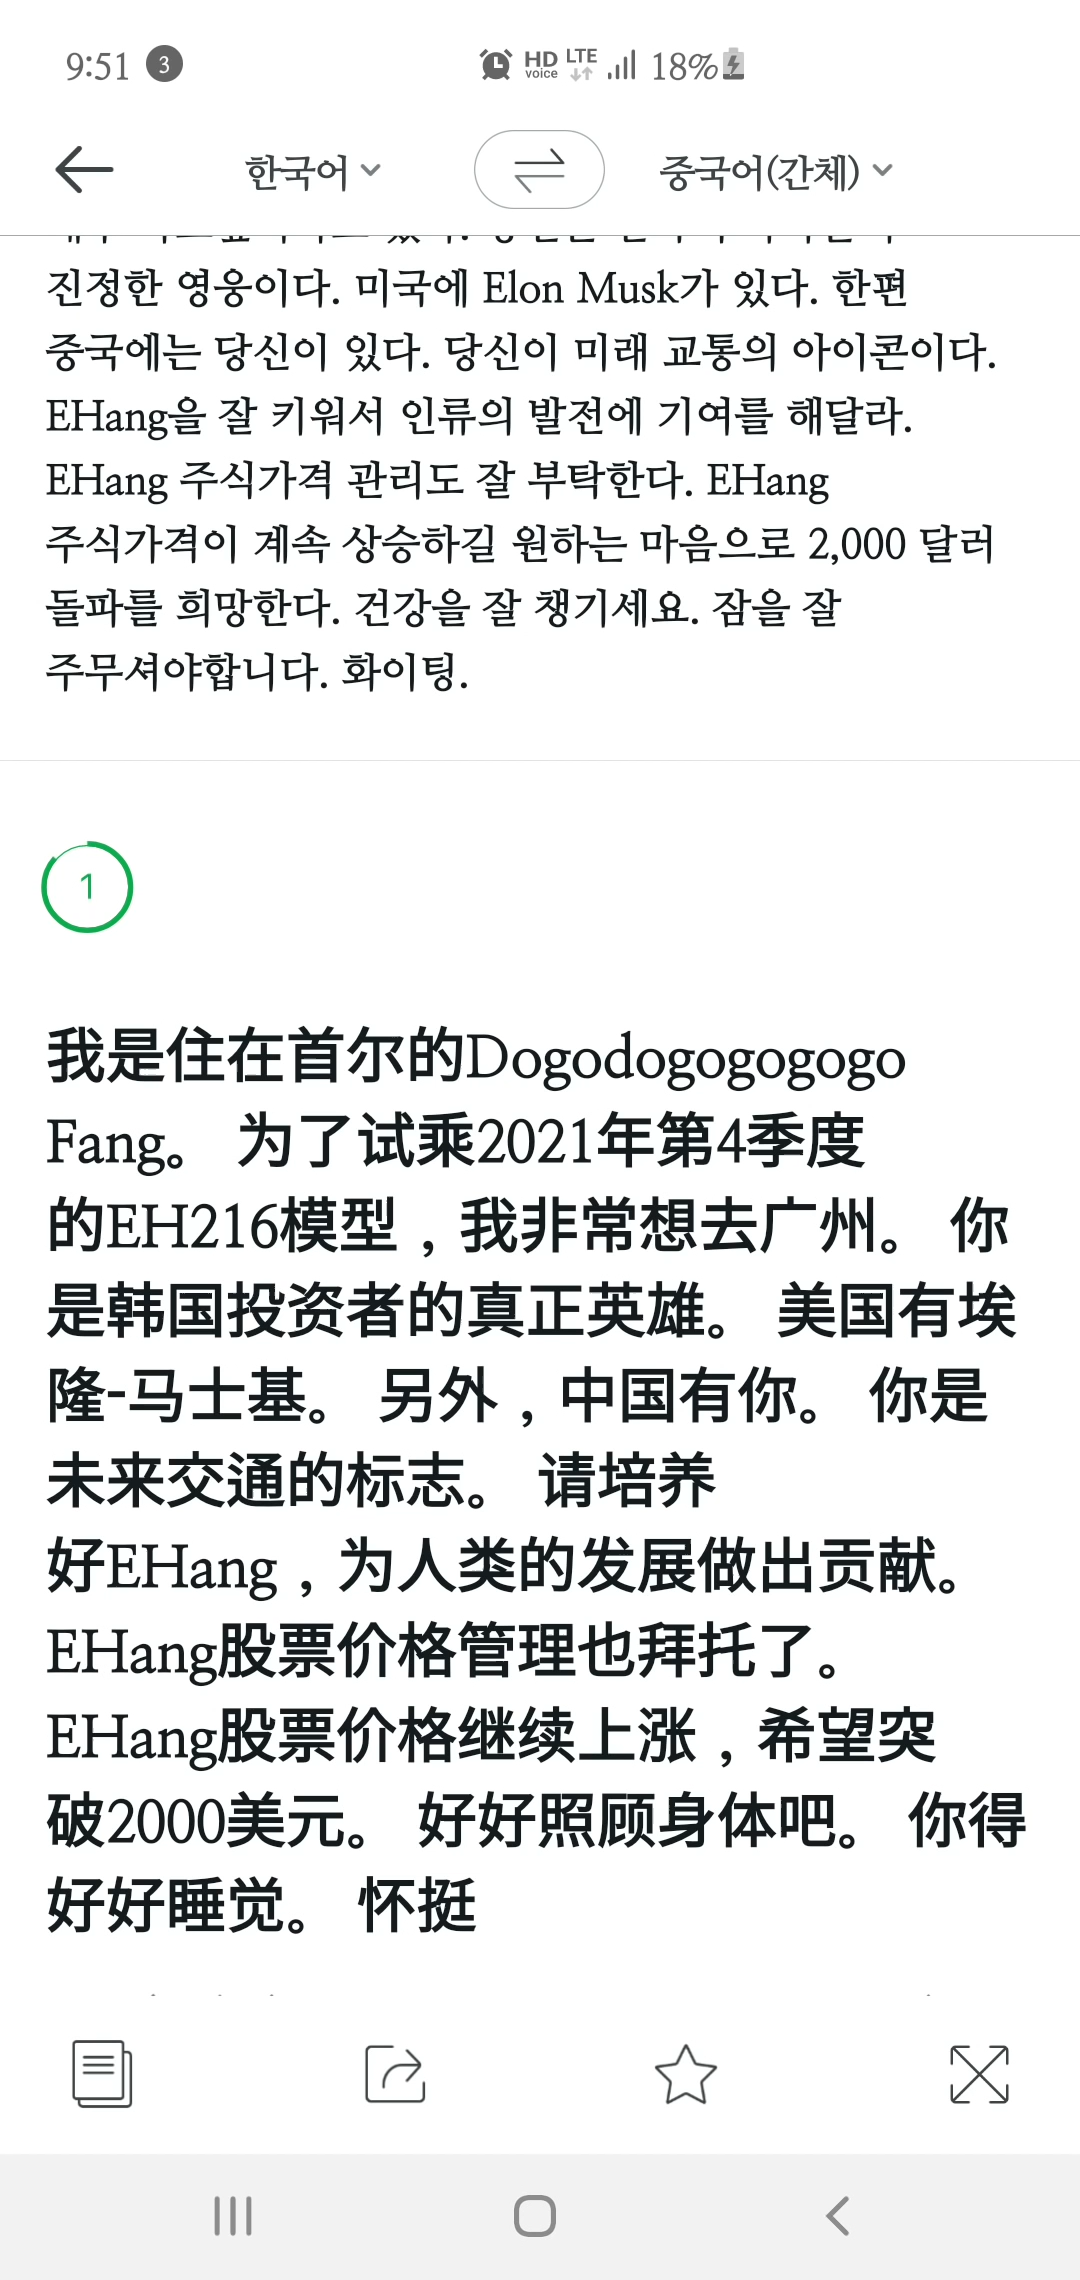 9:51 3 HD voice LTE 18%
한국어 중국어(간체)
진정한 영웅이다. 미국에 Elon Musk가 있다. 한편
중국에는 당신이 있다. 당신이 미래 교통의 아이콘이다.
EHang을 잘 키워서 인류의 발전에 기여를 해달라.
EHang 주식가격 관리도 잘 부탁한다. EHang
주식가격이 계속 상승하길 원하는 마음으로 2,000 달러
돌파를 희망한다. 건강을 잘 챙기세요. 잠을 잘
주무셔야합니다. 화이팅.
1
我是住在首尔的Dogodogogogogo
Fang。 为了试乘2021年第4季度
的EH216模型，我非常想去广州。 你
是韩国投资者的真正英雄。 美国有埃
隆-马士基。 另外，中国有你。 你是
未来交通的标志。 请培养
好EHang，为人类的发展做出贡献。
EHang股票价格管理也拜托了。
EHang股票价格继续上涨，希望突
破2000美元。 好好照顾身体吧。 你得
好好睡觉。 怀挺